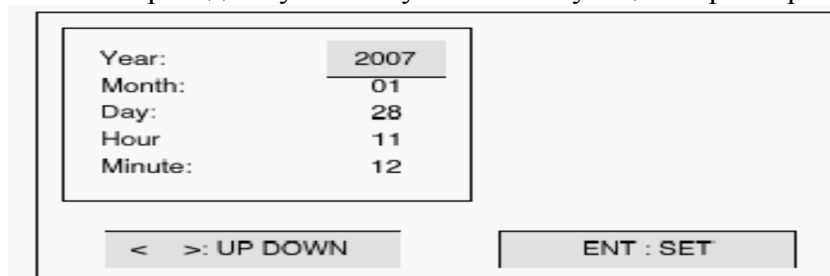 Year: 2007
Month: 01
Day: 28
Hour 11
Minute: 12
< >: UP DOWN ENT : SET